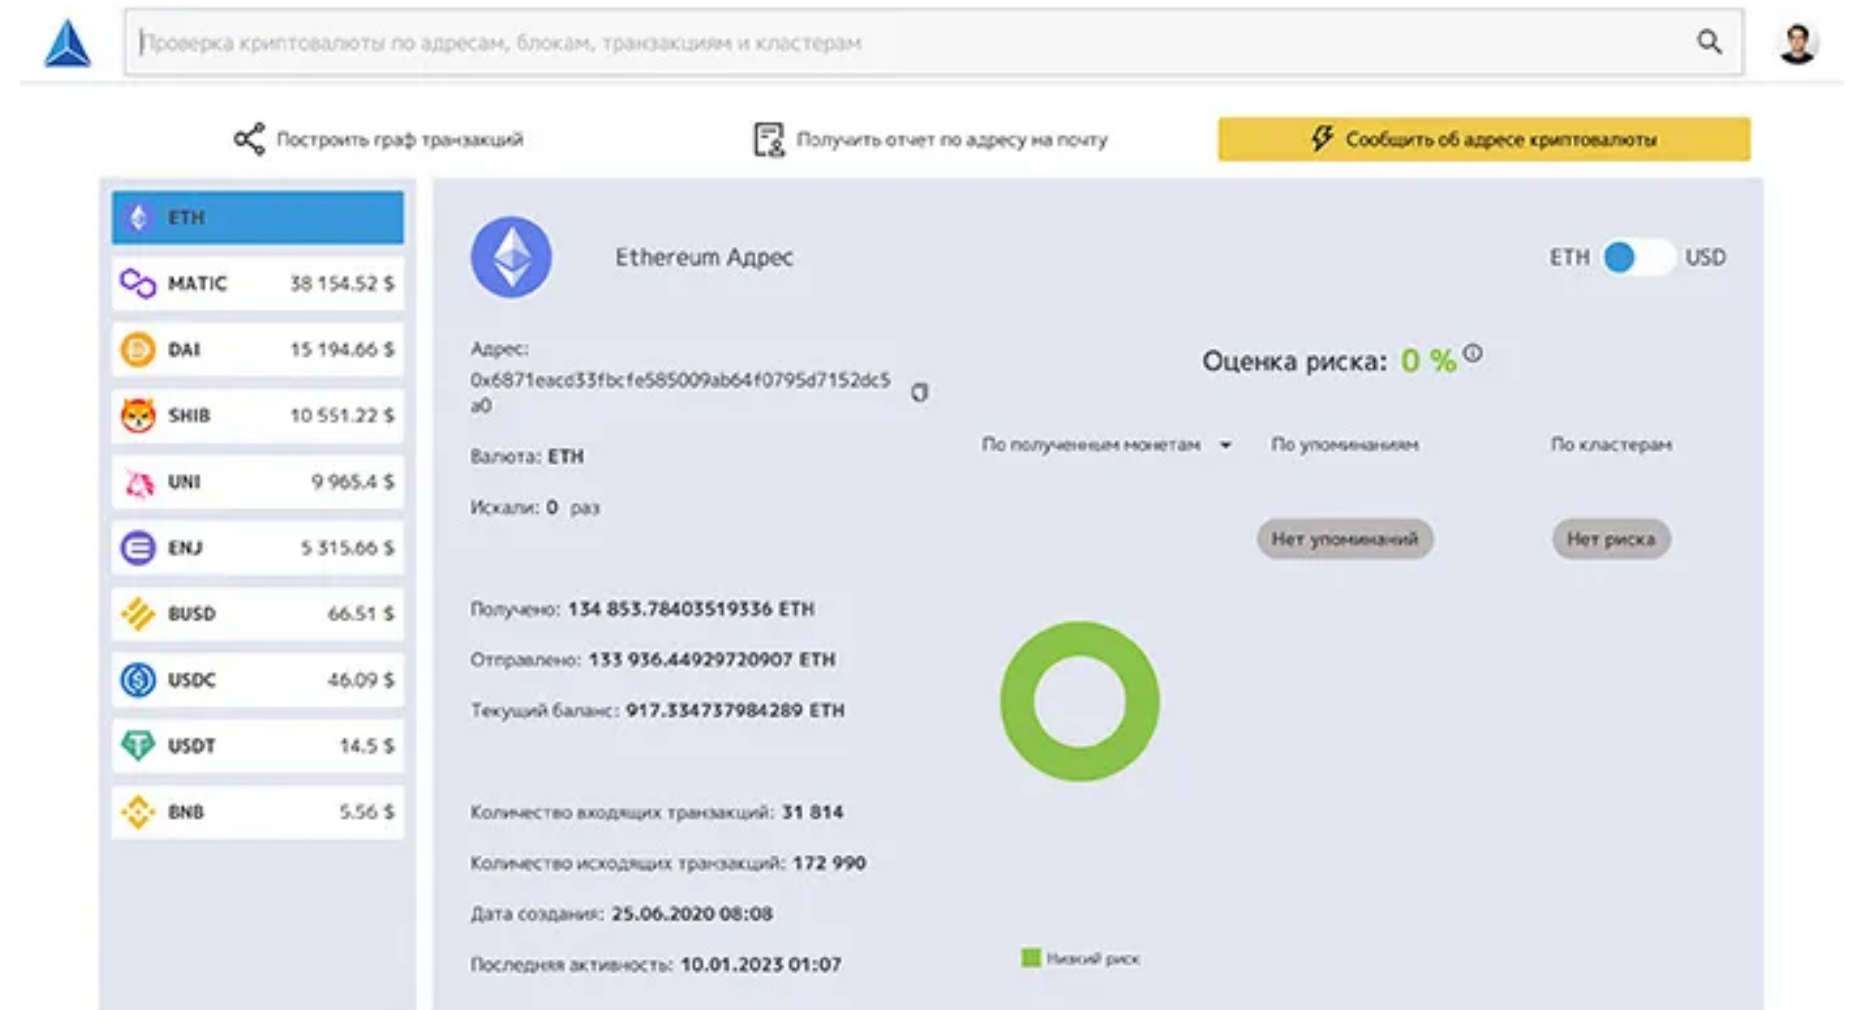 Проверка криптовалюты по адресам, блокам, транзакциям и кластерам
Построить граф транзакций
Получить отчет по адресу на почту
Сообщить об адресе криптовалюты
ETH
MATIC 38 154.52 $
DAI 15 194.66 $
SHIB 10 551.22 $
UNI 9 965.4 $
ENJ 5 315.66 $
BUSD 66.51 $
USDC 46.09 $
USDT 14.5 $
BNB 5.56 $
Ethereum Адрес
ETH USD
Адрес:
0x6871eacd33fbcfe585009ab64f0795d7152dc5
a0
Валюта: ETH
Искали: 0 раз
Оценка риска: 0 %
По полученным монетам По упоминаниям По кластерам
Нет упоминаний Нет риска
Получено: 134 853.78403519336 ETH
Отправлено: 133 936.44929720907 ETH
Текущий баланс: 917.334737984289 ETH
Количество входящих транзакций: 31 814
Количество исходящих транзакций: 172 990
Дата создания: 25.06.2020 08:08
Последняя активность: 10.01.2023 01:07
Низкий риск